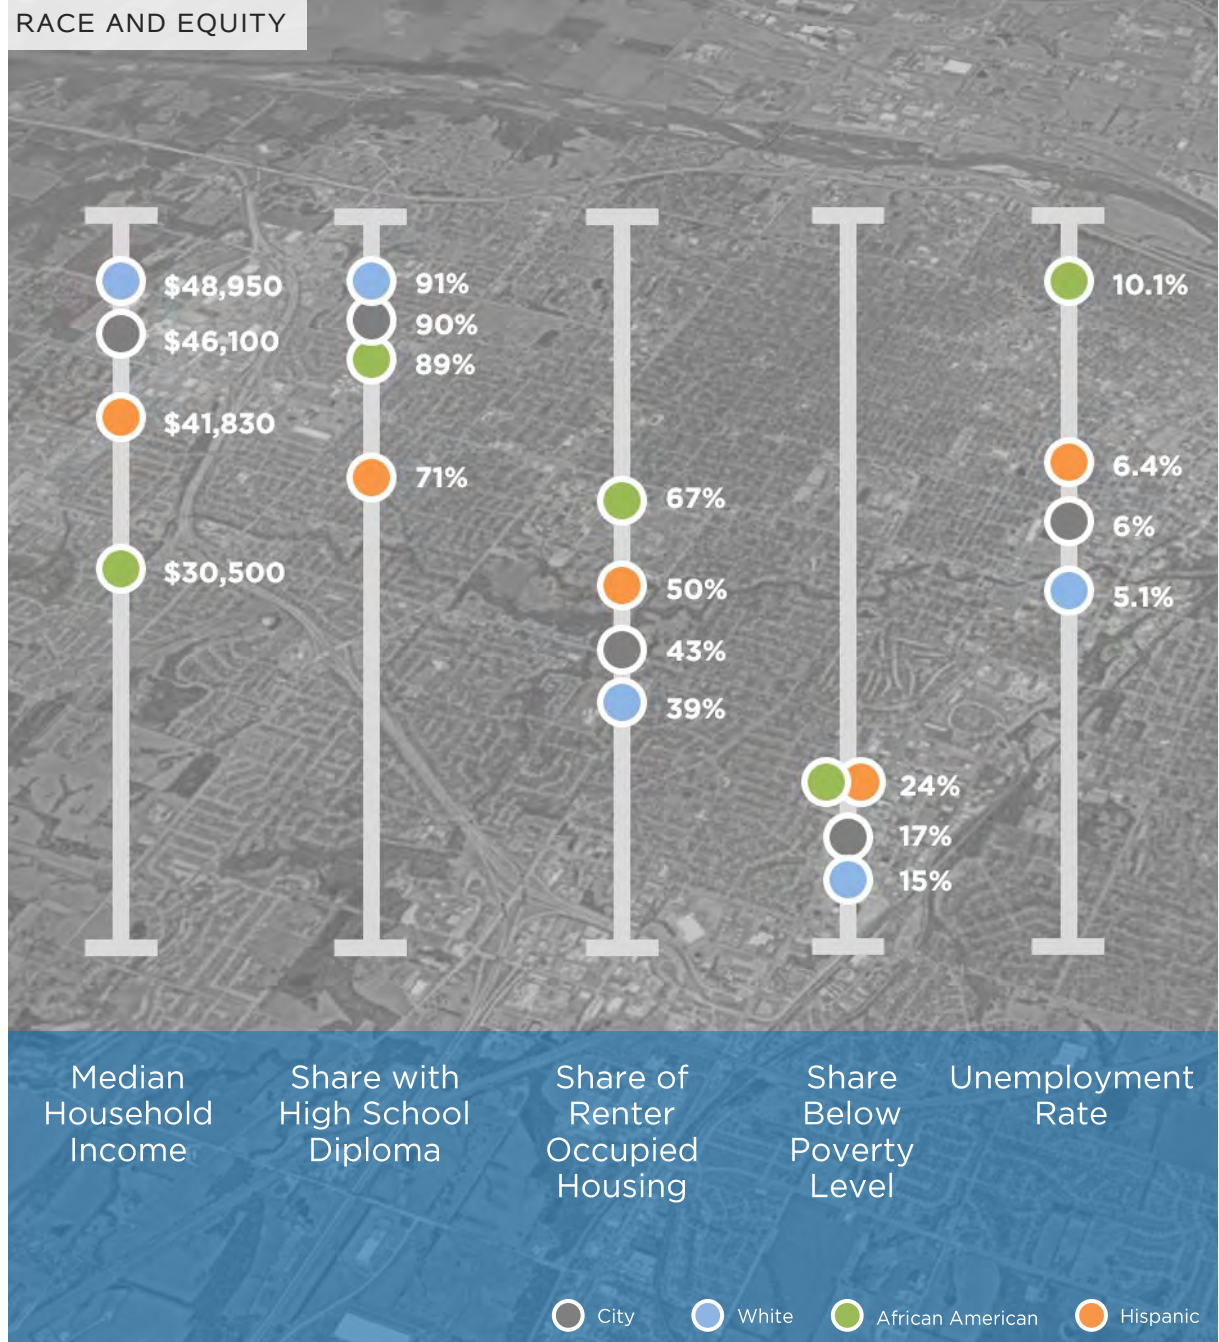 RACE AND EQUITY
$48,950
$46,100
$41,830
$30,500
91%
90%
89%
71%
67%
50%
43%
39%
24%
17%
15%
10.1%
6.4%
6%
5.1%
Median
Household
Income
Share with
High School
Diploma
Share of
Renter
Occupied
Housing
Share
Below
Poverty
Level
Unemployment
Rate
City
White
African American
Hispanic